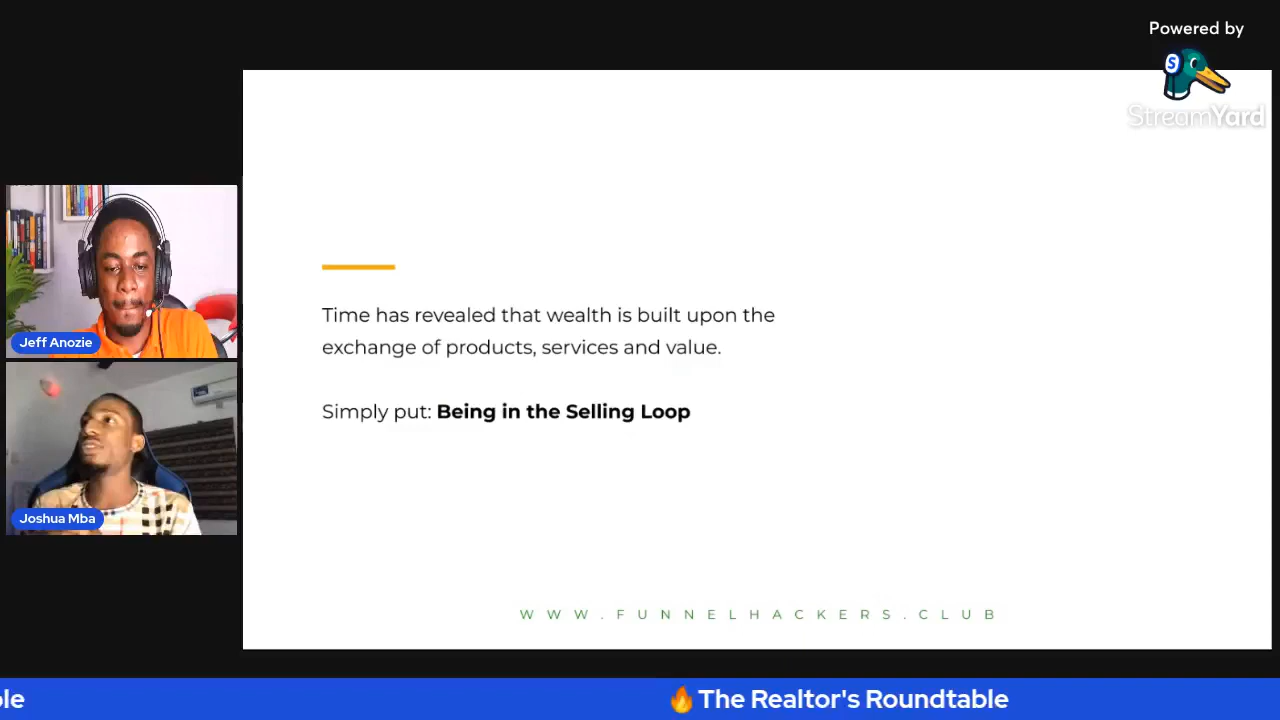 Powered by
S
StreamYard
Time has revealed that wealth is built upon the
exchange of products, services and value.
Simply put: Being in the Selling Loop
Jeff Anozie
Joshua Mba
WWW.FUNNELHACKERS.CLUB
ble
🔥The Realtor's Roundtable